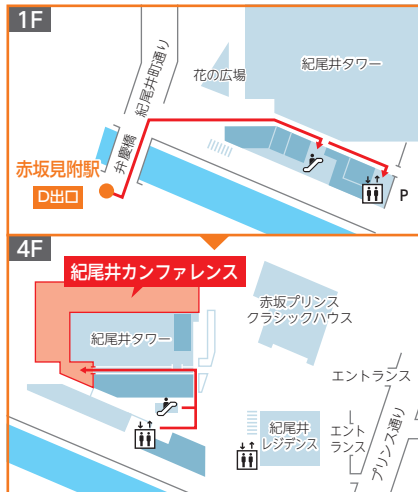 1F
紀尾井町通り
花の広場
紀尾井タワー
弁慶橋
赤坂見附駅
D出口
P
4F
紀尾井カンファレンス
紀尾井タワー
赤坂プリンス
クラシックハウス
エントランス
プリンス通り
紀尾井
レジデンス
エント
ランス